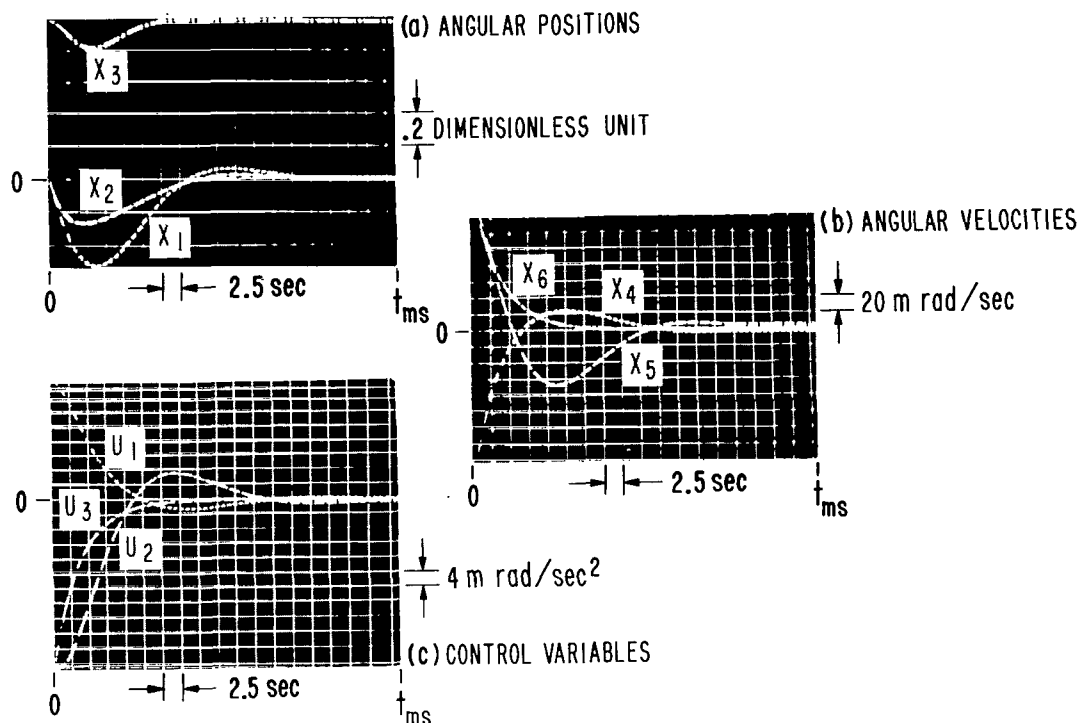 (a) ANGULAR POSITIONS
X3
.2 DIMENSIONLESS UNIT
0
X2
X1
0
2.5 sec
tms
(b) ANGULAR VELOCITIES
X6
X4
20 m rad/sec
0
X5
0
2.5 sec
tms
U1
0
U3
U2
4 m rad/sec2
(c) CONTROL VARIABLES
0
2.5 sec
tms